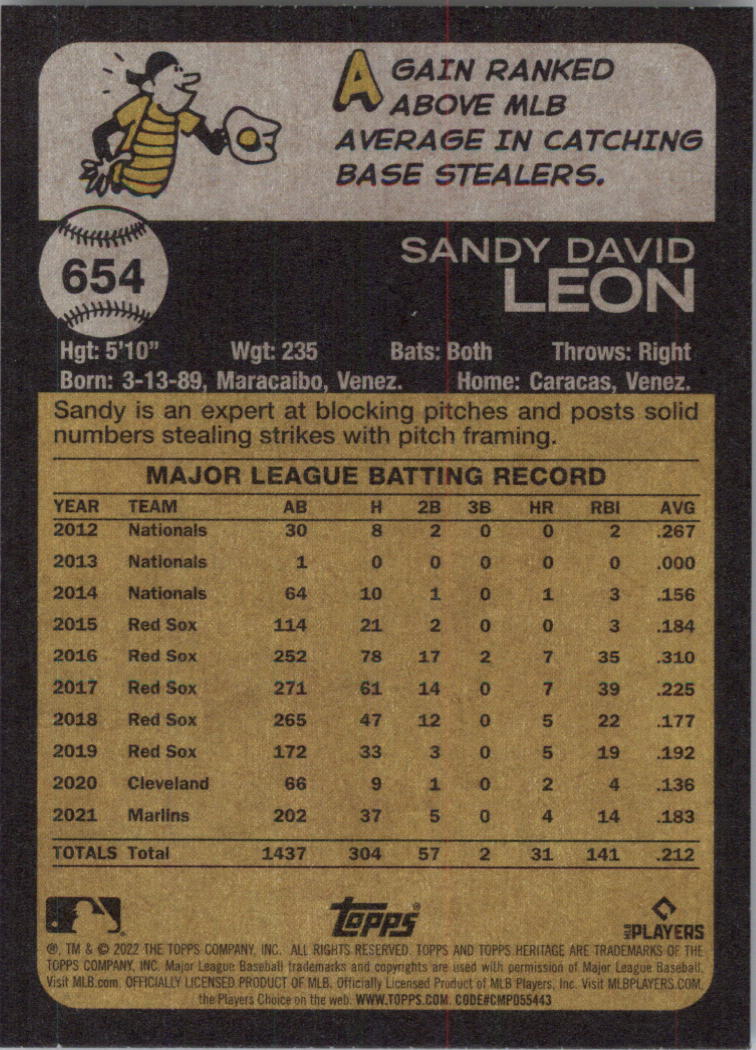 AGAIN RANKED
ABOVE MLB
AVERAGE IN CATCHING
BASE STEALERS.
654
SANDY DAVID
LEON
Hgt: 5'10" Wgt: 235 Bats: Both Throws: Right
Born: 3-13-89, Maracaibo, Venez. Home: Caracas, Venez.
Sandy is an expert at blocking pitches and posts solid
numbers stealing strikes with pitch framing.
MAJOR LEAGUE BATTING RECORD
YEAR TEAM AB H 2B 3B HR RBI AVG
2012 Nationals 30 8 2 0 0 2 .267
2013 Nationals 1 0 0 0 0 0 .000
2014 Nationals 64 10 1 0 1 3 .156
2015 Red Sox 114 21 2 0 0 3 .184
2016 Red Sox 252 78 17 2 7 35 .310
2017 Red Sox 271 61 14 0 7 39 .225
2018 Red Sox 265 47 12 0 5 22 .177
2019 Red Sox 172 33 3 0 5 19 .192
2020 Cleveland 66 9 1 0 2 4 .136
2021 Marlins 202 37 5 0 4 14 .183
TOTALS Total 1437 304 57 2 31 141 .212
Topps®
MLB PLAYERS
®, TM & © 2022 THE TOPPS COMPANY, INC. ALL RIGHTS RESERVED. TOPPS AND TOPPS HERITAGE ARE TRADEMARKS OF THE
TOPPS COMPANY, INC. Major League Baseball trademarks and copyrights are used with permission of Major League Baseball.
Visit MLB.com. OFFICIALLY LICENSED PRODUCT OF MLB. Officially Licensed Product of MLB Players, Inc. Visit MLBPLAYERS.COM,
the Players Choice on the web. WWW.TOPPS.COM. CODE#CMP055443